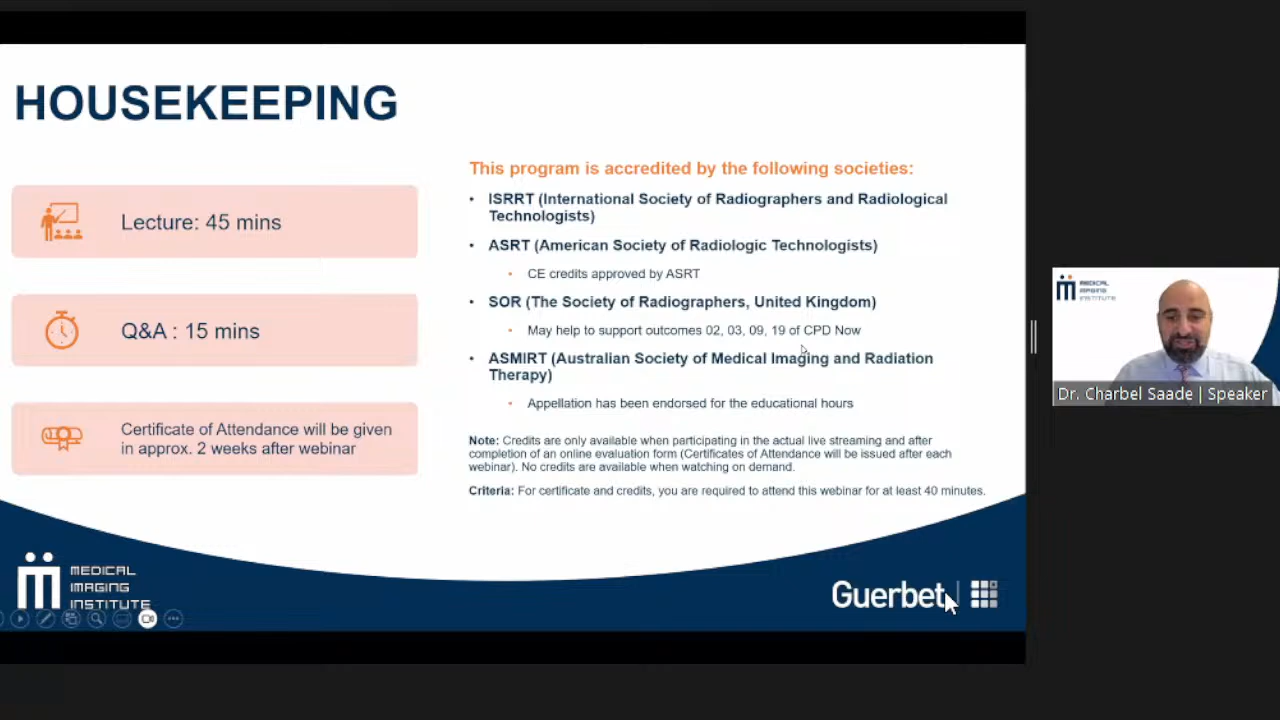 HOUSEKEEPING
Lecture: 45 mins
Q&A : 15 mins
Certificate of Attendance will be given
in approx. 2 weeks after webinar
This program is accredited by the following societies:
• ISRRT (International Society of Radiographers and Radiological
Technologists)
• ASRT (American Society of Radiologic Technologists)
• CE credits approved by ASRT
• SOR (The Society of Radiographers, United Kingdom)
• May help to support outcomes 02, 03, 09, 19 of CPD Now
• ASMIRT (Australian Society of Medical Imaging and Radiation
Therapy)
• Appellation has been endorsed for the educational hours
Note: Credits are only available when participating in the actual live streaming and after
completion of an online evaluation form (Certificates of Attendance will be issued after each
webinar). No credits are available when watching on demand.
Criteria: For certificate and credits, you are required to attend this webinar for at least 40 minutes.
MEDICAL
IMAGING
INSTITUTE
Guerbet
MEDICAL
IMAGING
INSTITUTE
Dr. Charbel Saade | Speaker